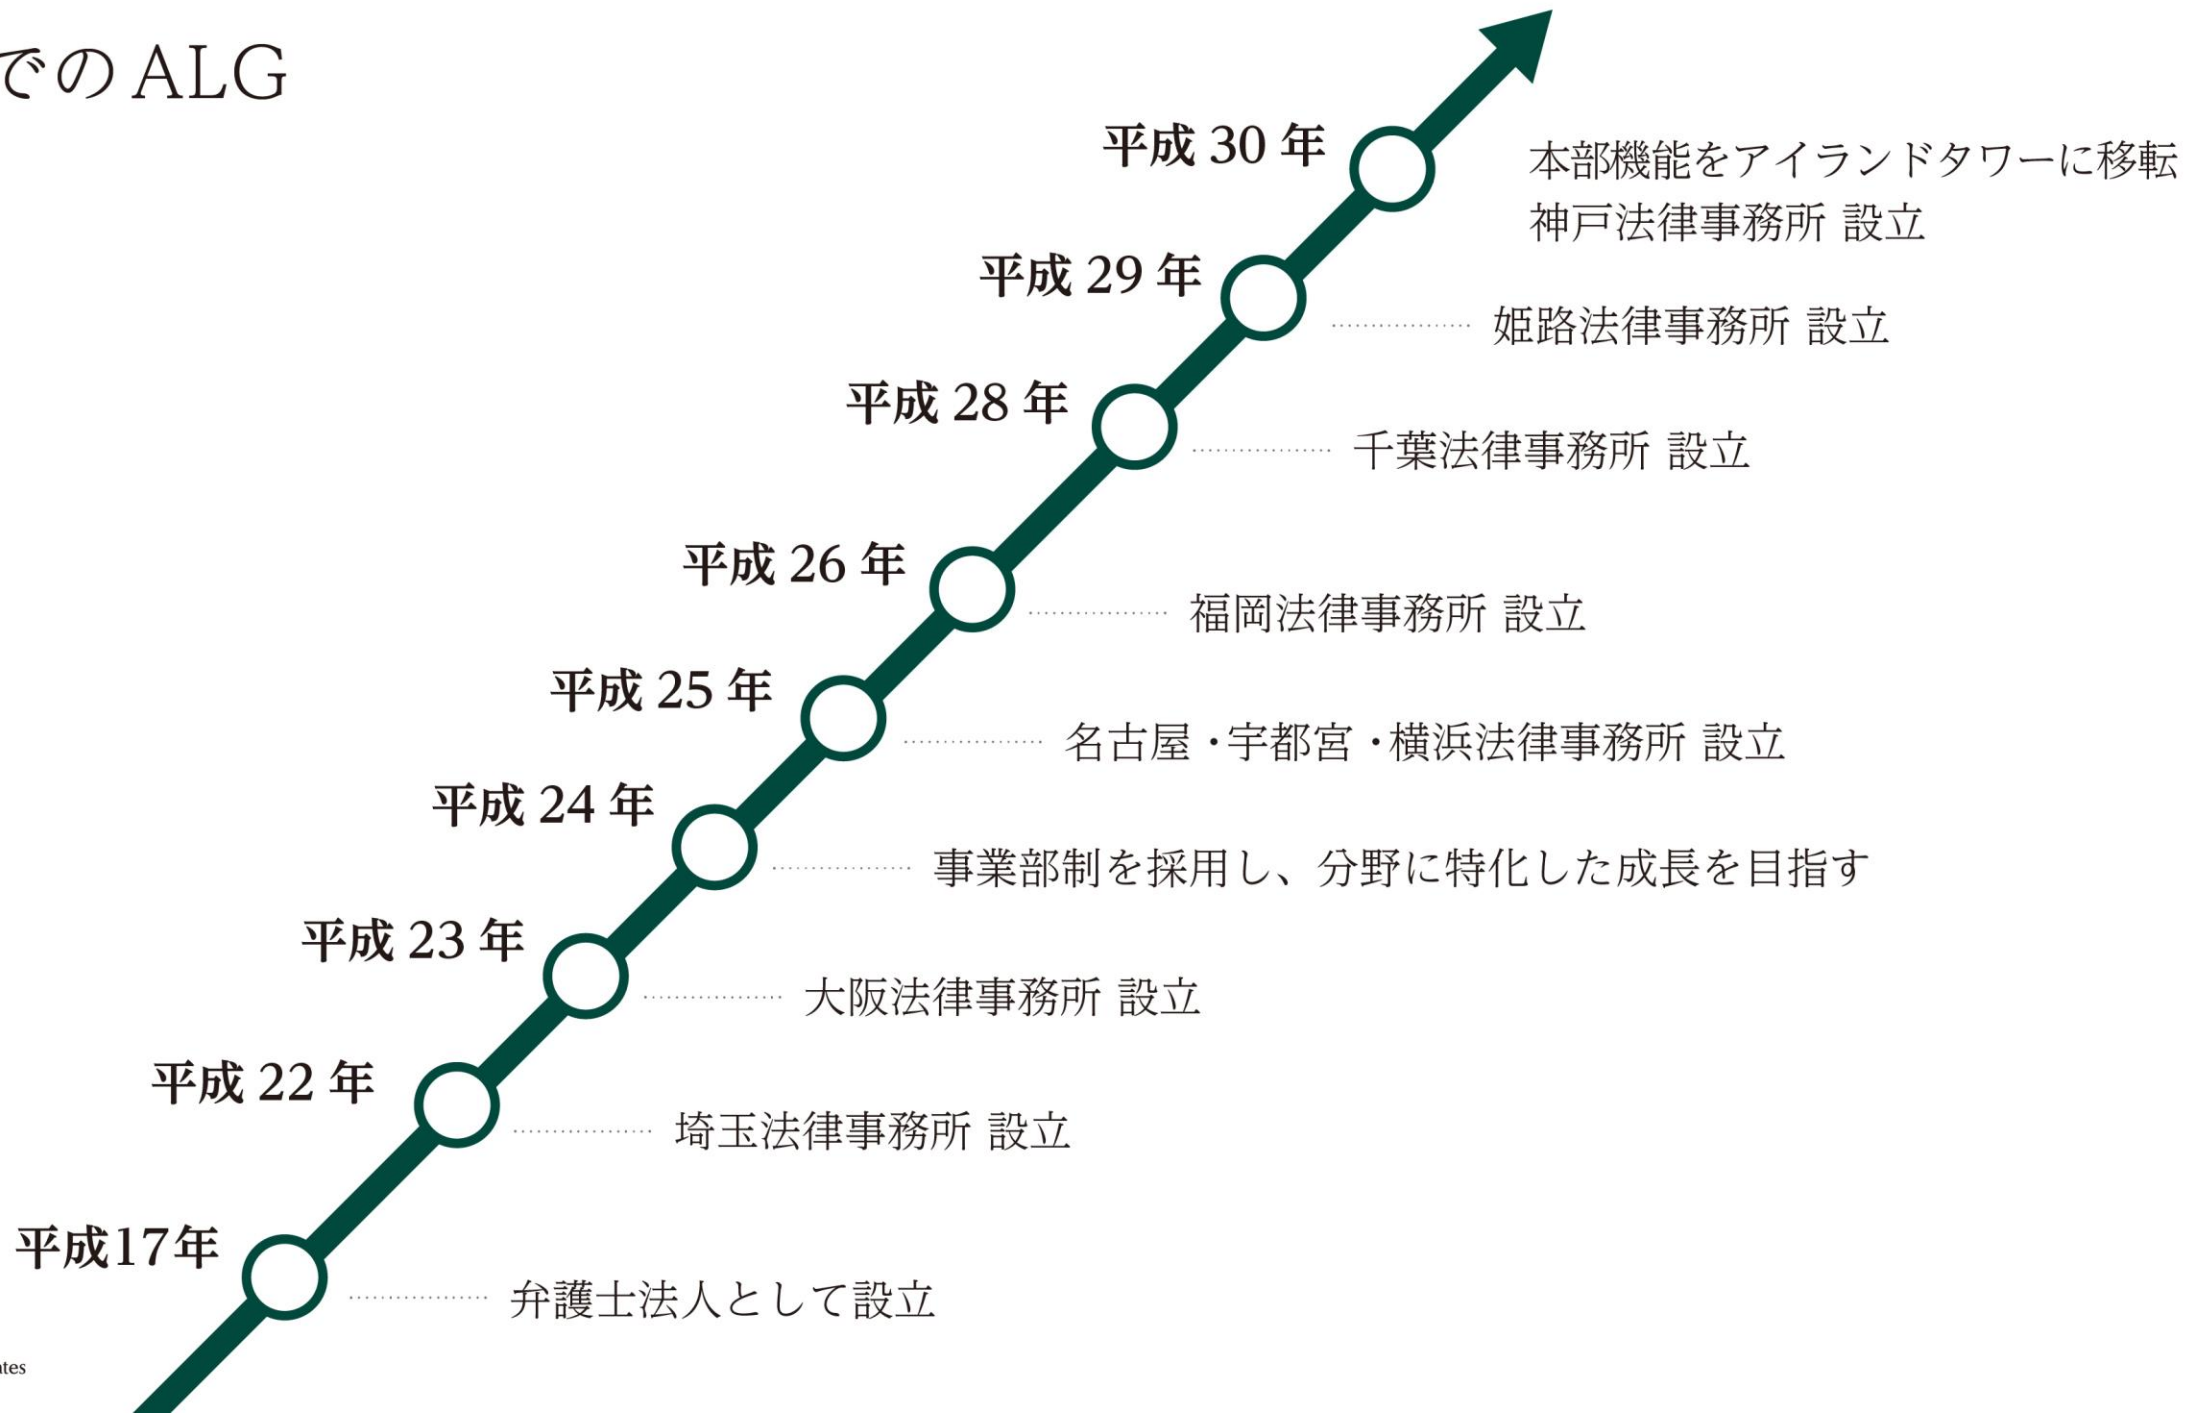 でのALG
平成 30 年
本部機能をアイランドタワーに移転
神戸法律事務所 設立
平成 29 年
姫路法律事務所 設立
平成 28 年
千葉法律事務所 設立
平成 26 年
福岡法律事務所 設立
平成 25 年
名古屋・宇都宮・横浜法律事務所 設立
平成 24 年
事業部制を採用し、分野に特化した成長を目指す
平成 23 年
大阪法律事務所 設立
平成 22 年
埼玉法律事務所 設立
平成17年
弁護士法人として設立